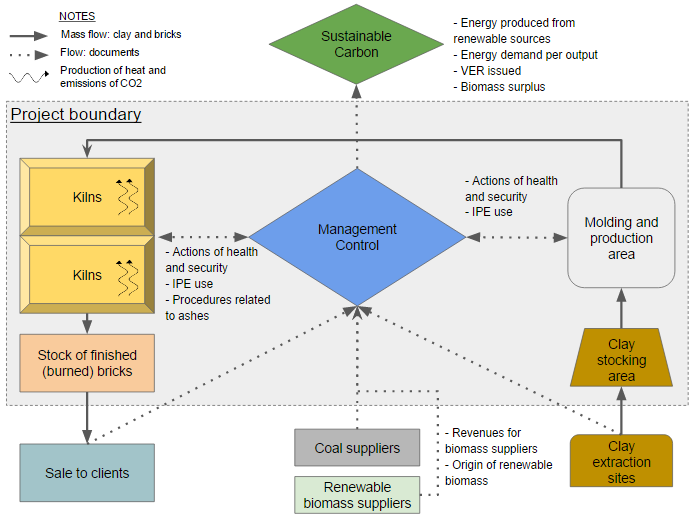 NOTES
Mass flow: clay and bricks
Flow: documents
Production of heat and
emissions of CO2
Sustainable
Carbon
- Energy produced from
renewable sources
- Energy demand per output
- VER issued
- Biomass surplus
Project boundary
Kilns
Kilns
Management
Control
- Actions of health
and security
- IPE use
Molding and
production
area
- Actions of health
and security
- IPE use
- Procedures related
to ashes
Stock of finished
(burned) bricks
Clay
stocking
area
Sale to clients
Coal suppliers
Renewable
biomass suppliers
- Revenues for
biomass suppliers
- Origin of renewable
biomass
Clay
extraction
sites